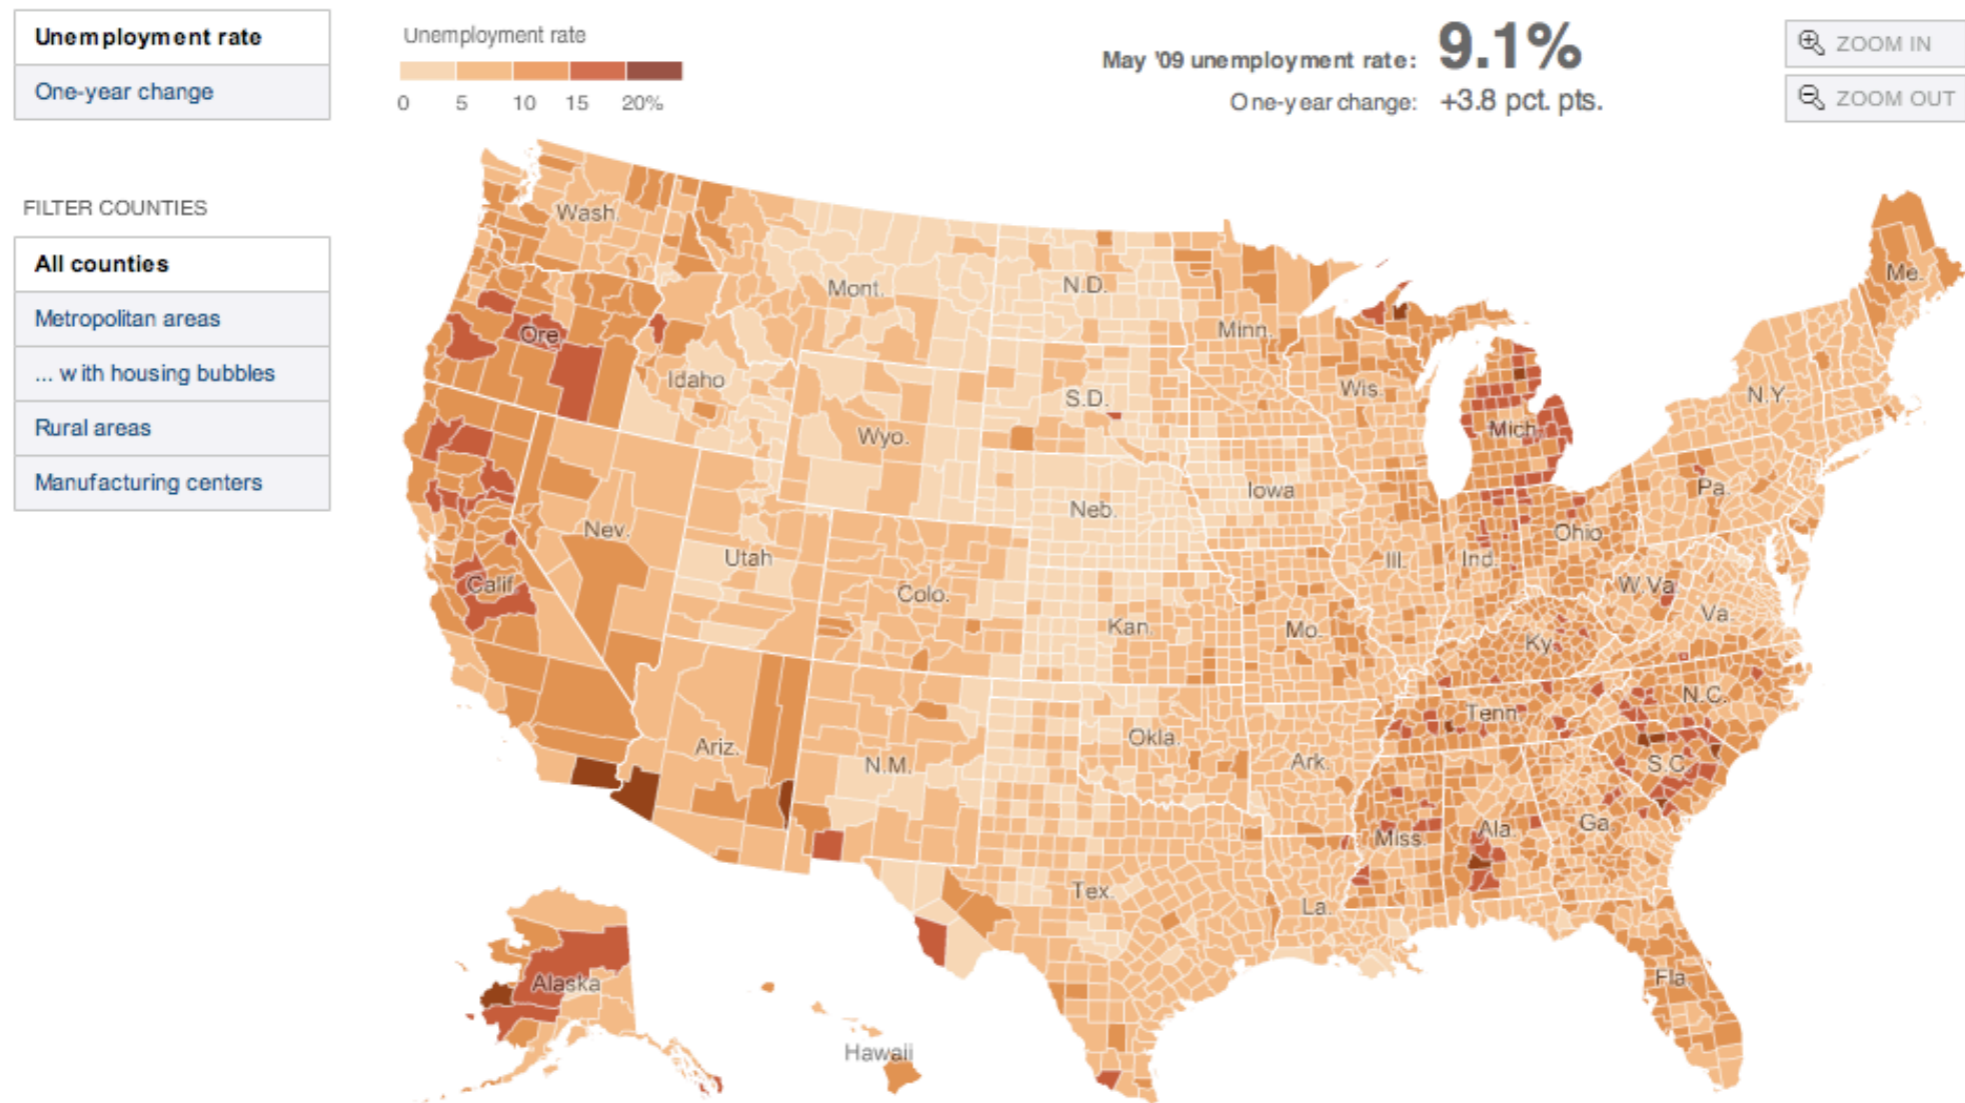 Unemployment rate
One-year change
FILTER COUNTIES
All counties
Metropolitan areas
... with housing bubbles
Rural areas
Manufacturing centers
Unemployment rate
0 5 10 15 20%
May '09 unemployment rate: 9.1%
One-year change: +3.8 pct. pts.
ZOOM IN
ZOOM OUT
Wash.
Mont.
N.D.
Minn.
Me.
Ore
Idaho
S.D.
Wis.
N.Y.
Wyo.
Mich.
Iowa
Pa.
Neb.
Nev.
Utah
Ill.
Ind.
Ohio
Calif
Colo.
W.Va
Va.
Kan.
Mo.
Ky.
N.C.
Tenn
Ariz.
Okla.
N.M.
Ark.
S.C
Miss.
Ala
Ga
Tex.
La.
Fla
Alaska
Hawaii